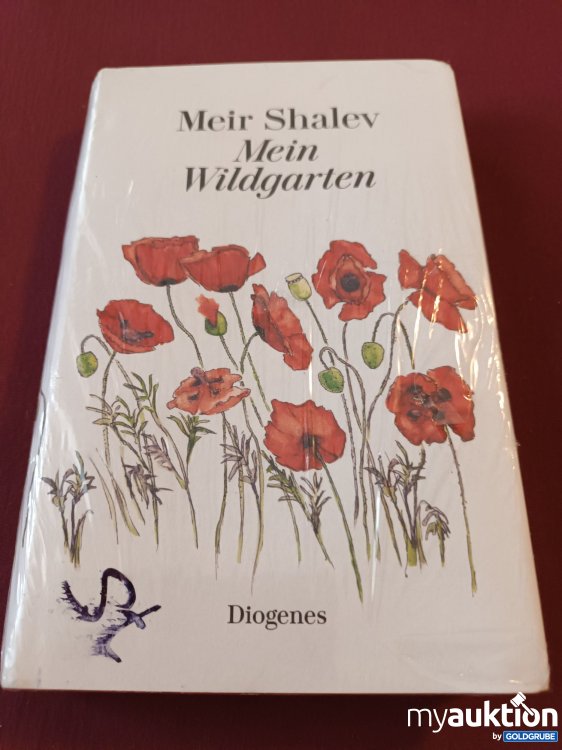 Meir Shalev
Mein
Wildgarten
Diogenes
myauktion
by GOLDGRUBE